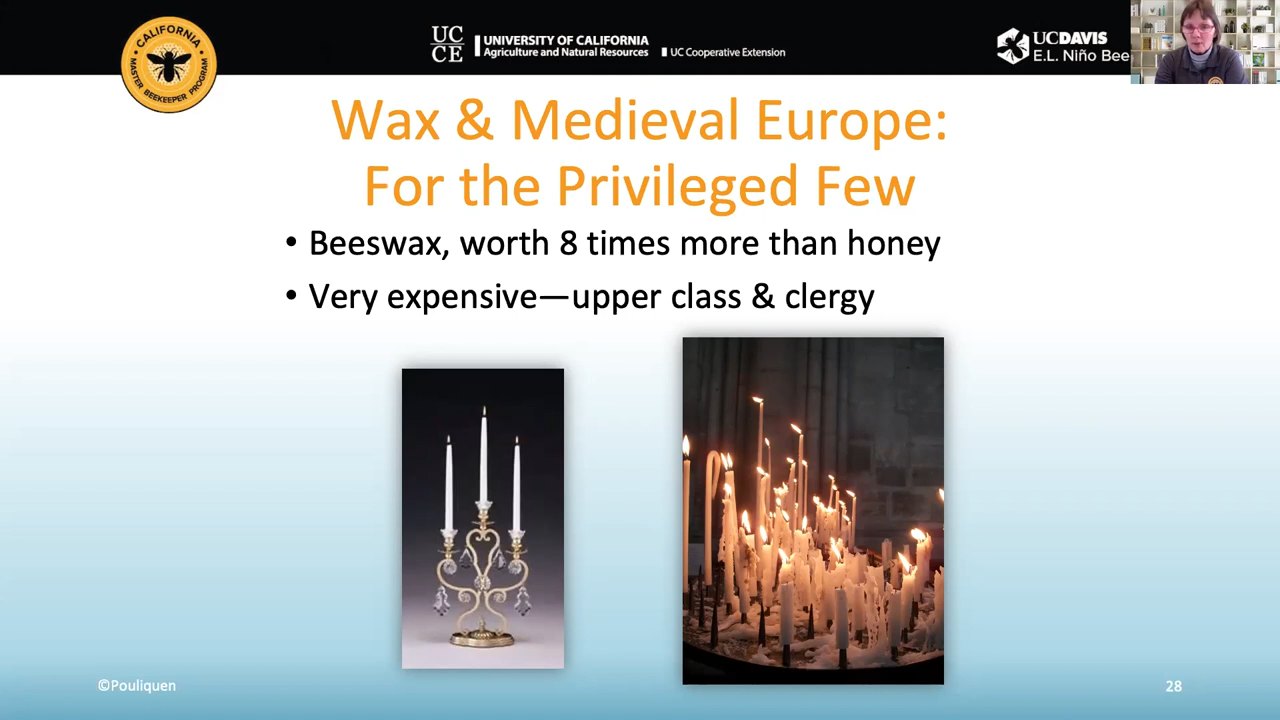 CALIFORNIA
MASTER BEEKEEPER PROGRAM
UC
CE
UNIVERSITY OF CALIFORNIA
Agriculture and Natural Resources
UC Cooperative Extension
UCDAVIS
E.L. Niño Bee
Wax & Medieval Europe:
For the Privileged Few
• Beeswax, worth 8 times more than honey
• Very expensive—upper class & clergy
©Pouliquen
28